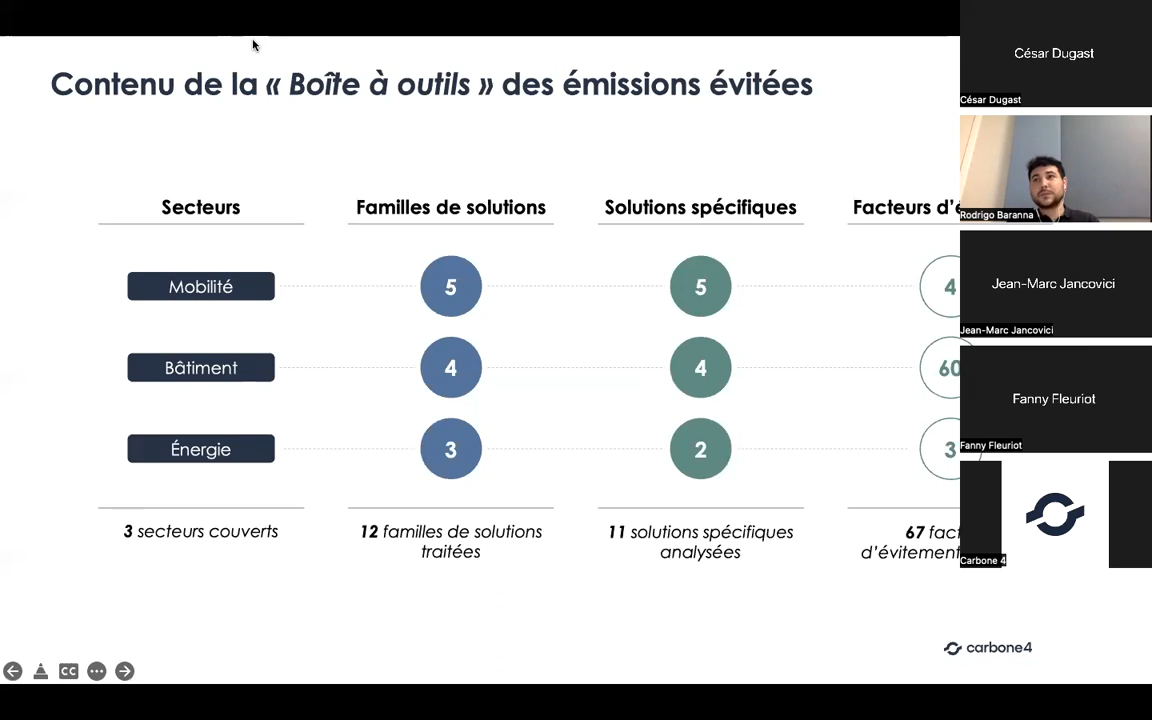 Contenu de la « Boîte à outils » des émissions évitées
Secteurs
Familles de solutions
Solutions spécifiques
Facteurs d'é
Mobilité
5
5
4
Bâtiment
4
4
60
Énergie
3
2
3
3 secteurs couverts
12 familles de solutions
traitées
11 solutions spécifiques
analysées
67 fact
d'évitement
carbone4
CC
César Dugast
César Dugast
Rodrigo Baranna
Jean-Marc Jancovici
Jean-Marc Jancovici
Fanny Fleuriot
Fanny Fleuriot
Carbone 4